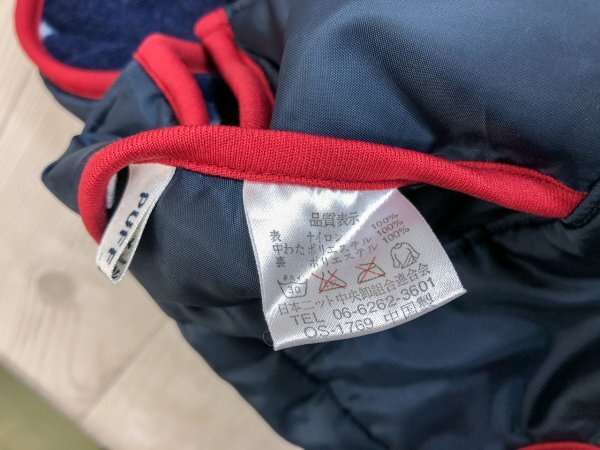 PUFF
品質表示
表 ナイロン 100%
中わた ポリエステル 100%
裏 ポリエステル 100%
30
日本ニット中央卸組合連合会
TEL 06-6262-3601
OS-1769 中国製